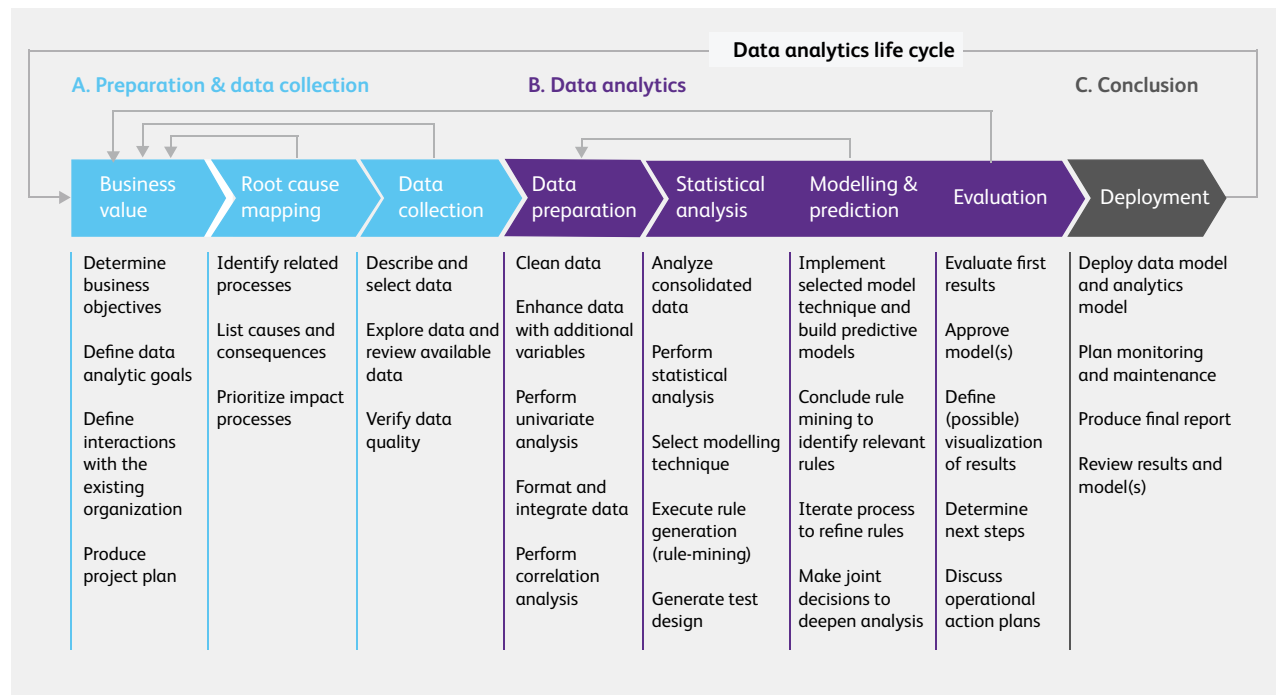 Data analytics life cycle
A. Preparation & data collection
B. Data analytics
C. Conclusion
Business
value
Root cause
mapping
Data
collection
Data
preparation
Statistical
analysis
Modelling &
prediction
Evaluation
Deployment
Determine
business
objectives
Define data
analytic goals
Define
interactions
with the
existing
organization
Produce
project plan
Identify related
processes
List causes and
consequences
Prioritize impact
processes
Describe and
select data
Explore data and
review available
data
Verify data
quality
Clean data
Enhance data
with additional
variables
Perform
univariate
analysis
Format and
integrate data
Perform
correlation
analysis
Analyze
consolidated
data
Perform
statistical
analysis
Select modelling
technique
Execute rule
generation
(rule-mining)
Generate test
design
Implement
selected model
technique and
build predictive
models
Conclude rule
mining to
identify relevant
rules
Iterate process
to refine rules
Make joint
decisions to
deepen analysis
Evaluate first
results
Approve
model(s)
Define
(possible)
visualization
of results
Determine
next steps
Discuss
operational
action plans
Deploy data model
and analytics
model
Plan monitoring
and maintenance
Produce final report
Review results and
model(s)